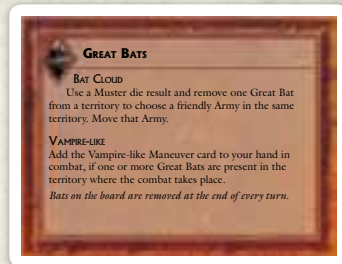 GREAT BATS
BAT CLOUD
Use a Muster die result and remove one Great Bat
from a territory to choose a friendly Army in the same
territory. Move that Army.
VAMPIRE-LIKE
Add the Vampire-like Maneuver card to your hand in
combat, if one or more Great Bats are present in the
territory where the combat takes place.
Bats on the board are removed at the end of every turn.